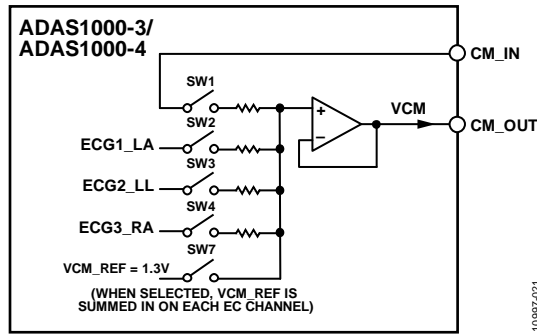 ADAS1000-3/
ADAS1000-4
CM_IN
SW1
+
VCM
CM_OUT
SW2
–
ECG1_LA
SW3
ECG2_LL
SW4
ECG3_RA
SW7
VCM_REF = 1.3V
(WHEN SELECTED, VCM_REF IS
SUMMED IN ON EACH EC CHANNEL)
10997-021